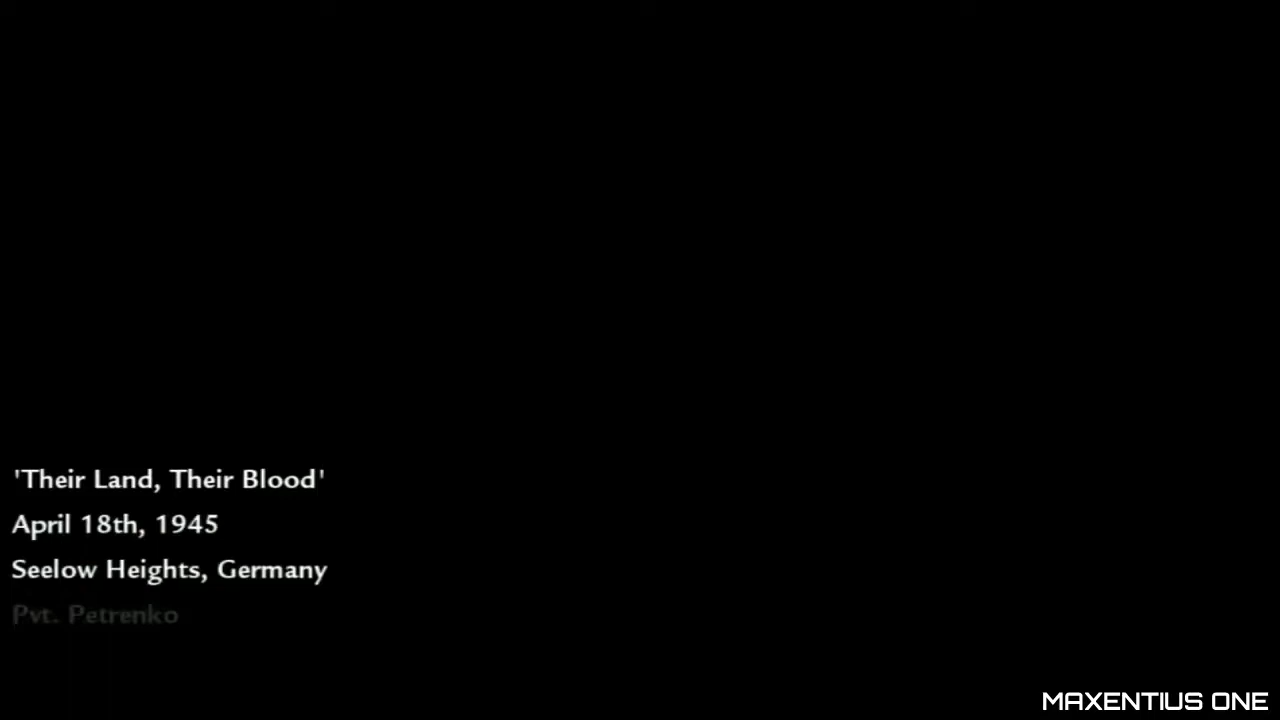 'Their Land, Their Blood'
April 18th, 1945
Seelow Heights, Germany
Pvt. Petrenko
MAXENTIUS ONE